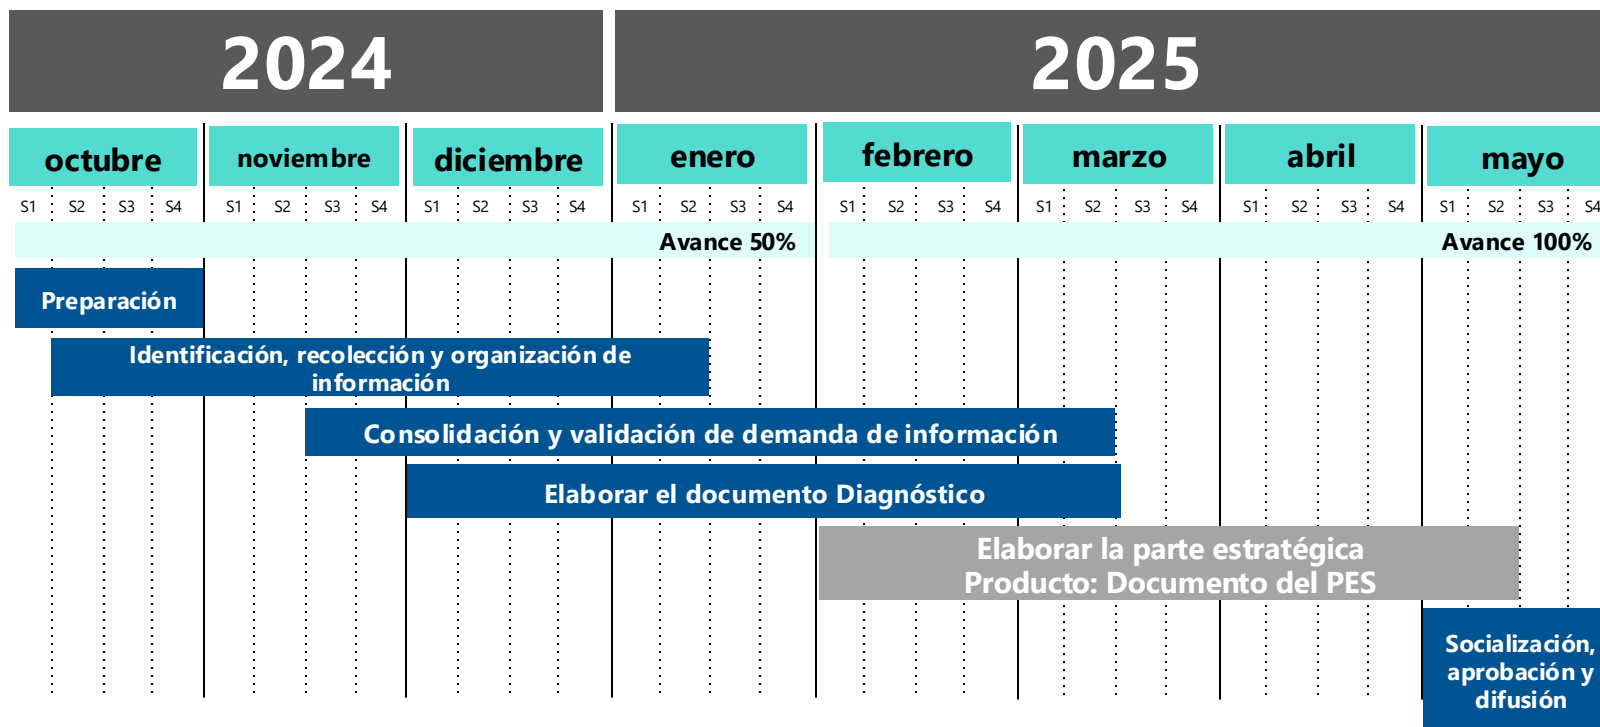 2024 2025
octubre noviembre diciembre enero febrero marzo abril mayo
S1 S2 S3 S4 S1 S2 S3 S4 S1 S2 S3 S4 S1 S2 S3 S4 S1 S2 S3 S4 S1 S2 S3 S4 S1 S2 S3 S4 S1 S2 S3 S4
Avance 50% Avance 100%
Preparación
Identificación, recolección y organización de
información
Consolidación y validación de demanda de información
Elaborar el documento Diagnóstico
Elaborar la parte estratégica
Producto: Documento del PES
Socialización,
aprobación y
difusión